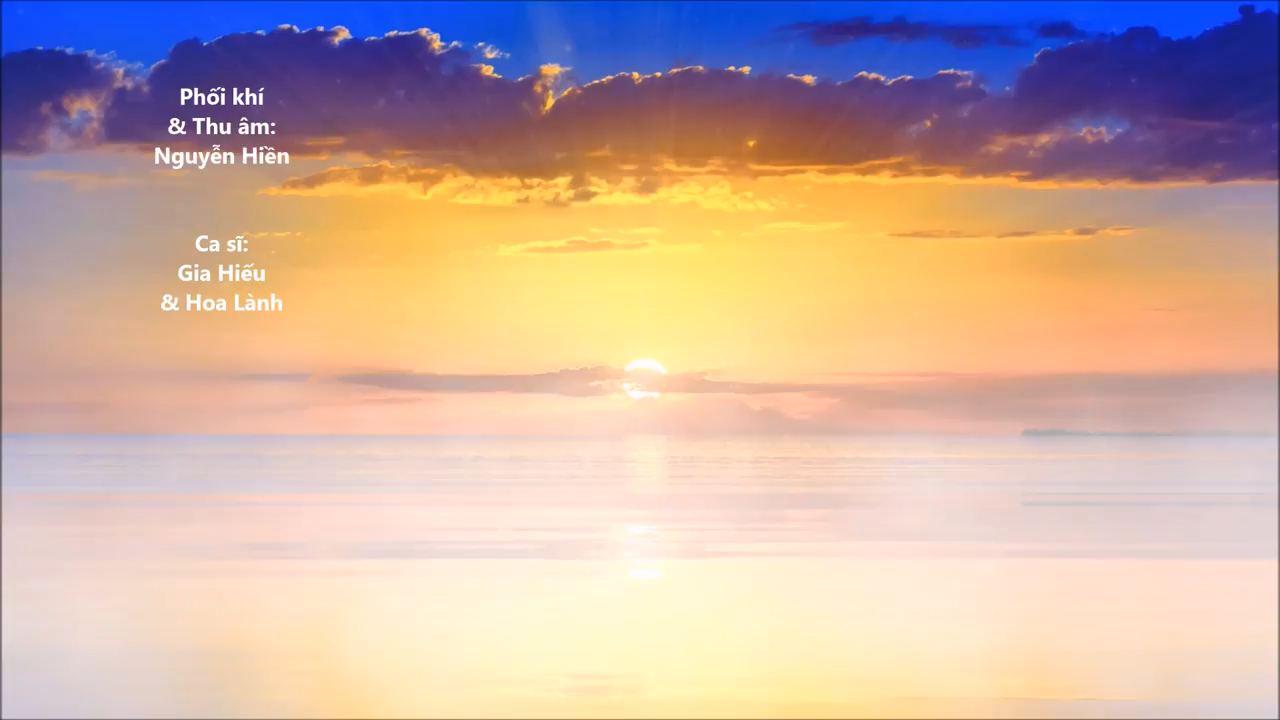 Phối khí
& Thu âm:
Nguyễn Hiền
Ca sĩ:
Gia Hiếu
& Hoa Lành